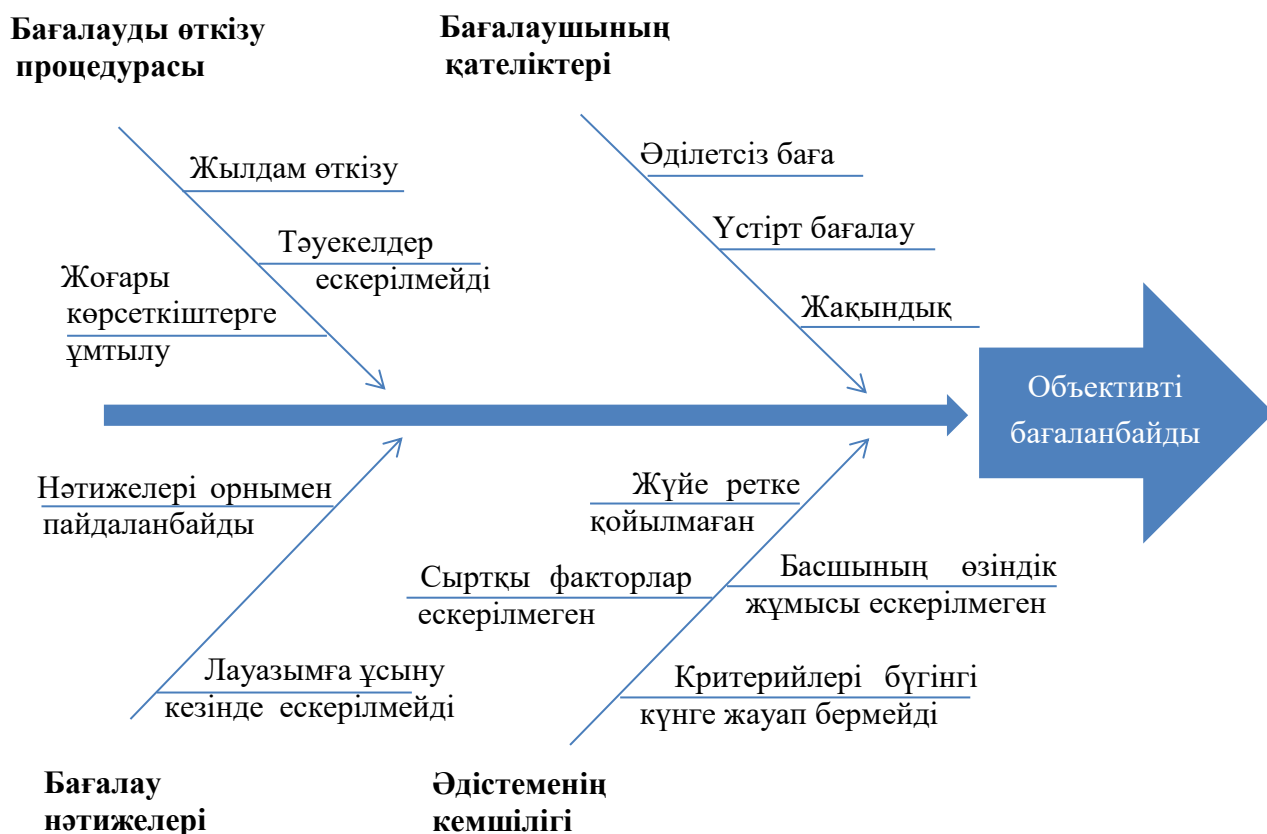 Бағалауды өткізу
процедурасы
Бағалаушының
қателіктері
Жылдам өткізу
Тәуекелдер
ескерілмейді
Жоғары
көрсеткіштерге
ұмтылу
Әділетсіз баға
Үстірт бағалау
Жақындық
Объективті
бағаланбайды
Нәтижелері орнымен
пайдаланбайды
Лауазымға ұсыну
кезінде ескерілмейді
Жүйе ретке
қойылмаған
Сыртқы факторлар
ескерілмеген
Басшының өзіндік
жұмысы ескерілмеген
Критерийлері бүгінгі
күнге жауап бермейді
Бағалау
нәтижелері
Әдістеменің
кемшілігі